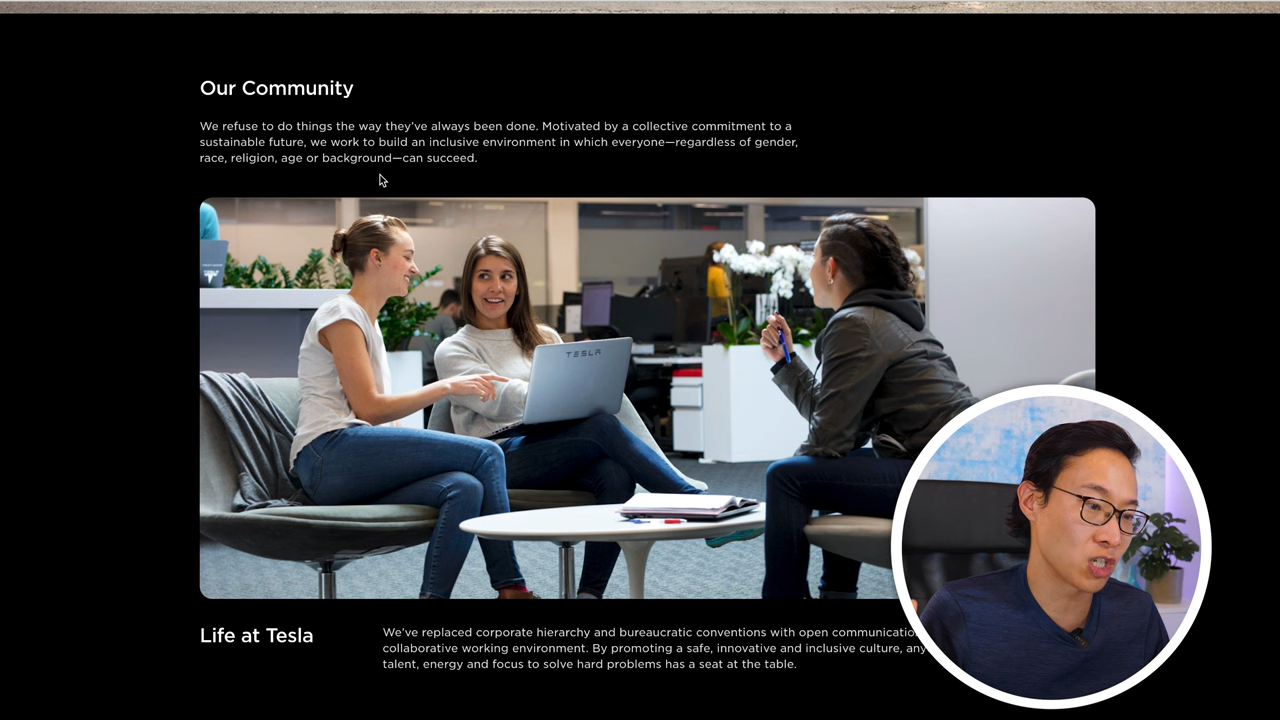 Our Community
We refuse to do things the way they've always been done. Motivated by a collective commitment to a
sustainable future, we work to build an inclusive environment in which everyone—regardless of gender,
race, religion, age or background—can succeed.
TESLA
TESLA
Life at Tesla
We've replaced corporate hierarchy and bureaucratic conventions with open
collaborative working environment. By promoting a safe, innovative and inclusive culture, any
talent, energy and focus to solve hard problems has a seat at the table.